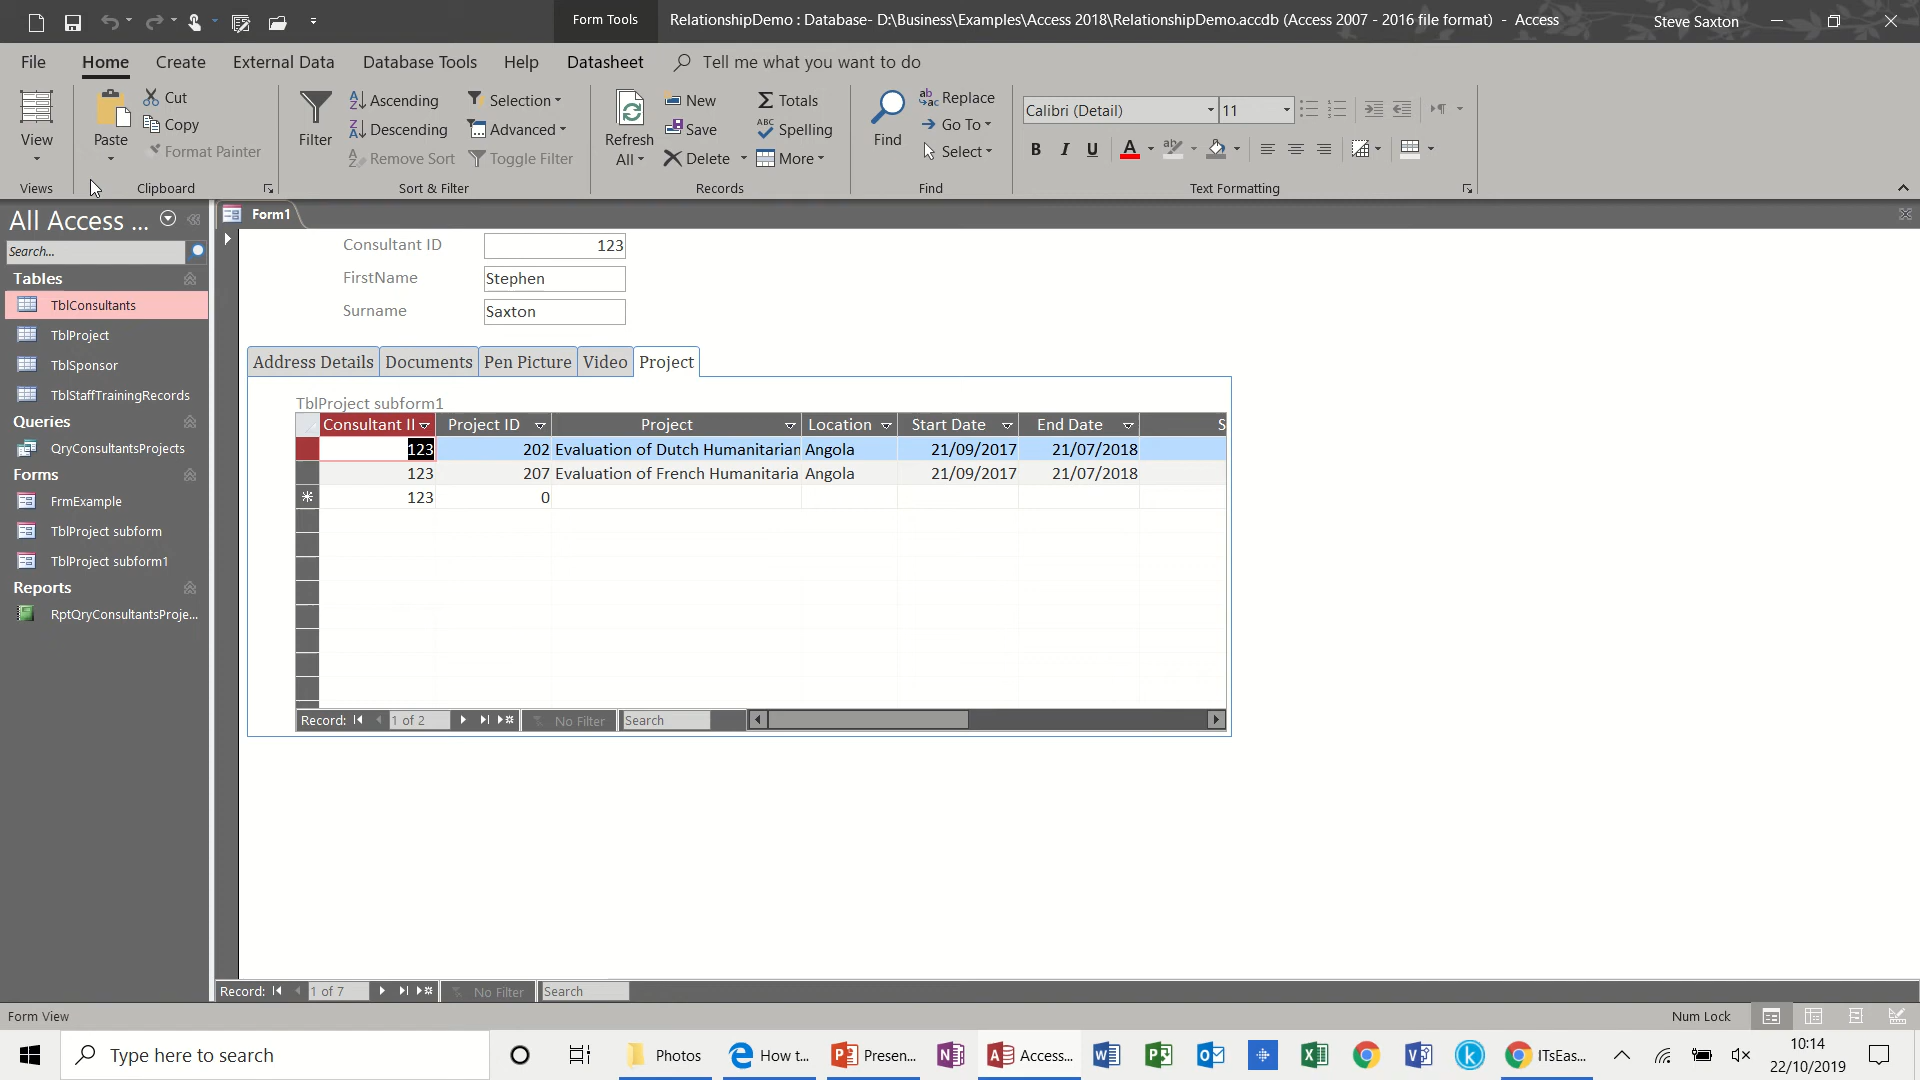 Form Tools
RelationshipDemo : Database- D:\Business\Examples\Access 2018\RelationshipDemo.accdb (Access 2007 - 2016 file format) - Access
Steve Saxton
File Home Create External Data Database Tools Help Datasheet Tell me what you want to do
View
Views
Paste
Cut
Copy
Format Painter
Clipboard
Filter
Ascending
Descending
Remove Sort
Selection
Advanced
Toggle Filter
Sort & Filter
Refresh
All
New
Save
Delete
Totals
Spelling
More
Records
Find
Replace
Go To
Select
Find
Calibri (Detail) 11
B I U
Text Formatting
All Access ...
Search...
Tables
TblConsultants
TblProject
TblSponsor
TblStaffTrainingRecords
Queries
QryConsultantsProjects
Forms
FrmExample
TblProject subform
TblProject subform1
Reports
RptQryConsultantsProje...
Form1
Consultant ID 123
FirstName Stephen
Surname Saxton
Address Details Documents Pen Picture Video Project
TblProject subform1
Consultant II Project ID Project Location Start Date End Date S
123 202 Evaluation of Dutch Humanitarian Angola 21/09/2017 21/07/2018
123 207 Evaluation of French Humanitaria Angola 21/09/2017 21/07/2018
123 0
Record: 1 of 2 No Filter Search
Record: 1 of 7 No Filter Search
Form View
Num Lock
Type here to search
Photos
How t...
Presen...
Access...
ITsEas...
10:14
22/10/2019